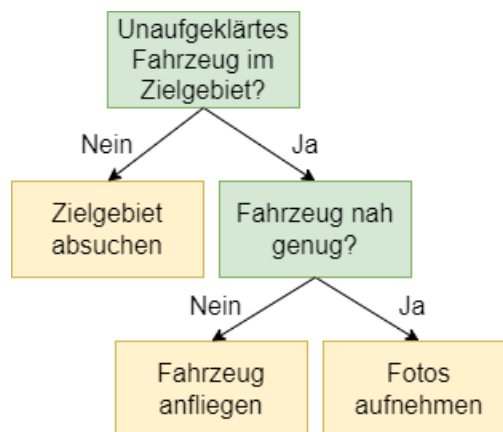 Unaufgeklärtes
Fahrzeug im
Zielgebiet?
Nein
Ja
Zielgebiet
absuchen
Fahrzeug nah
genug?
Nein
Ja
Fahrzeug
anfliegen
Fotos
aufnehmen